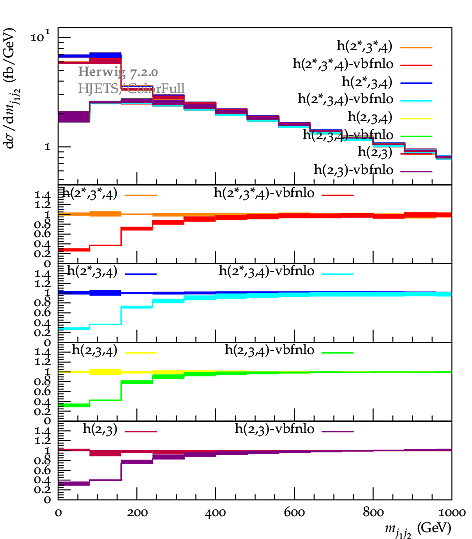 10¹
h(2*,3*,4)
h(2*,3*,4)-vbfnlo
Herwig 7.2.0
h(2*,3,4)
HJETS/ColorFull
h(2*,3,4)-vbfnlo
h(2,3,4)
h(2,3,4)-vbfnlo
1
h(2,3)
h(2,3)-vbfnlo
dσ/dm_{j₁j₂} (fb/GeV)
h(2*,3*,4) h(2*,3*,4)-vbfnlo
1.4
1.2
1
0.8
0.6
0.4
0.2
0
h(2*,3,4) h(2*,3,4)-vbfnlo
1.4
1.2
1
0.8
0.6
0.4
0.2
0
h(2,3,4) h(2,3,4)-vbfnlo
1.4
1.2
1
0.8
0.6
0.4
0.2
0
h(2,3) h(2,3)-vbfnlo
1.4
1.2
1
0.8
0.6
0.4
0.2
0
0 200 400 600 800 1000
m_{j₁j₂} (GeV)